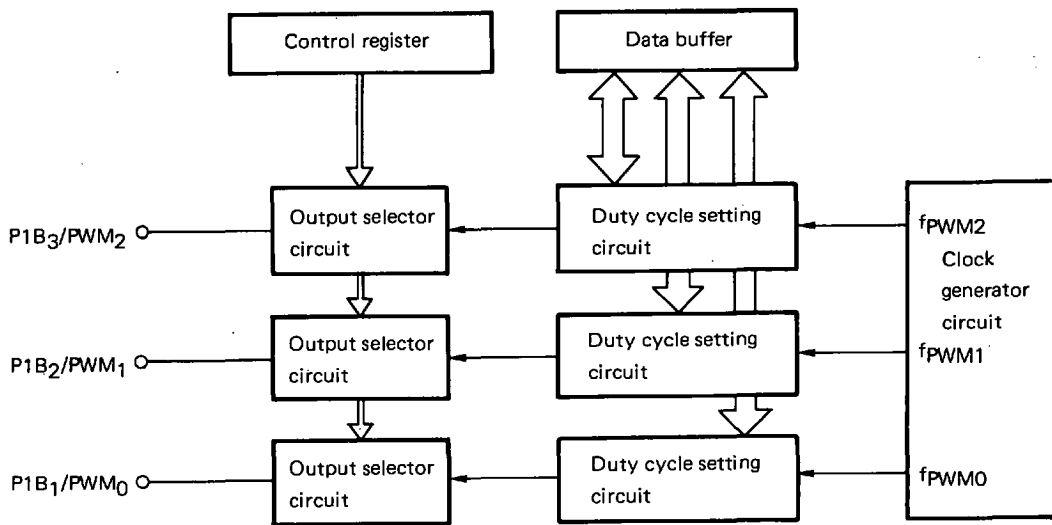 Control register
Data buffer
P1B3/PWM2
Output selector
circuit
Duty cycle setting
circuit
fPWM2
Clock
generator
circuit
P1B2/PWM1
Output selector
circuit
Duty cycle setting
circuit
fPWM1
P1B1/PWM0
Output selector
circuit
Duty cycle setting
circuit
fPWM0